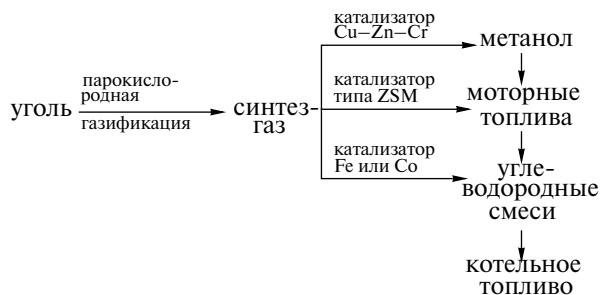 уголь
парокисло-
родная
газификация
синтез-
газ
катализатор
Cu–Zn–Cr
метанол
катализатор
типа ZSM
моторные
топлива
катализатор
Fe или Co
угле-
водородные
смеси
котельное
топливо